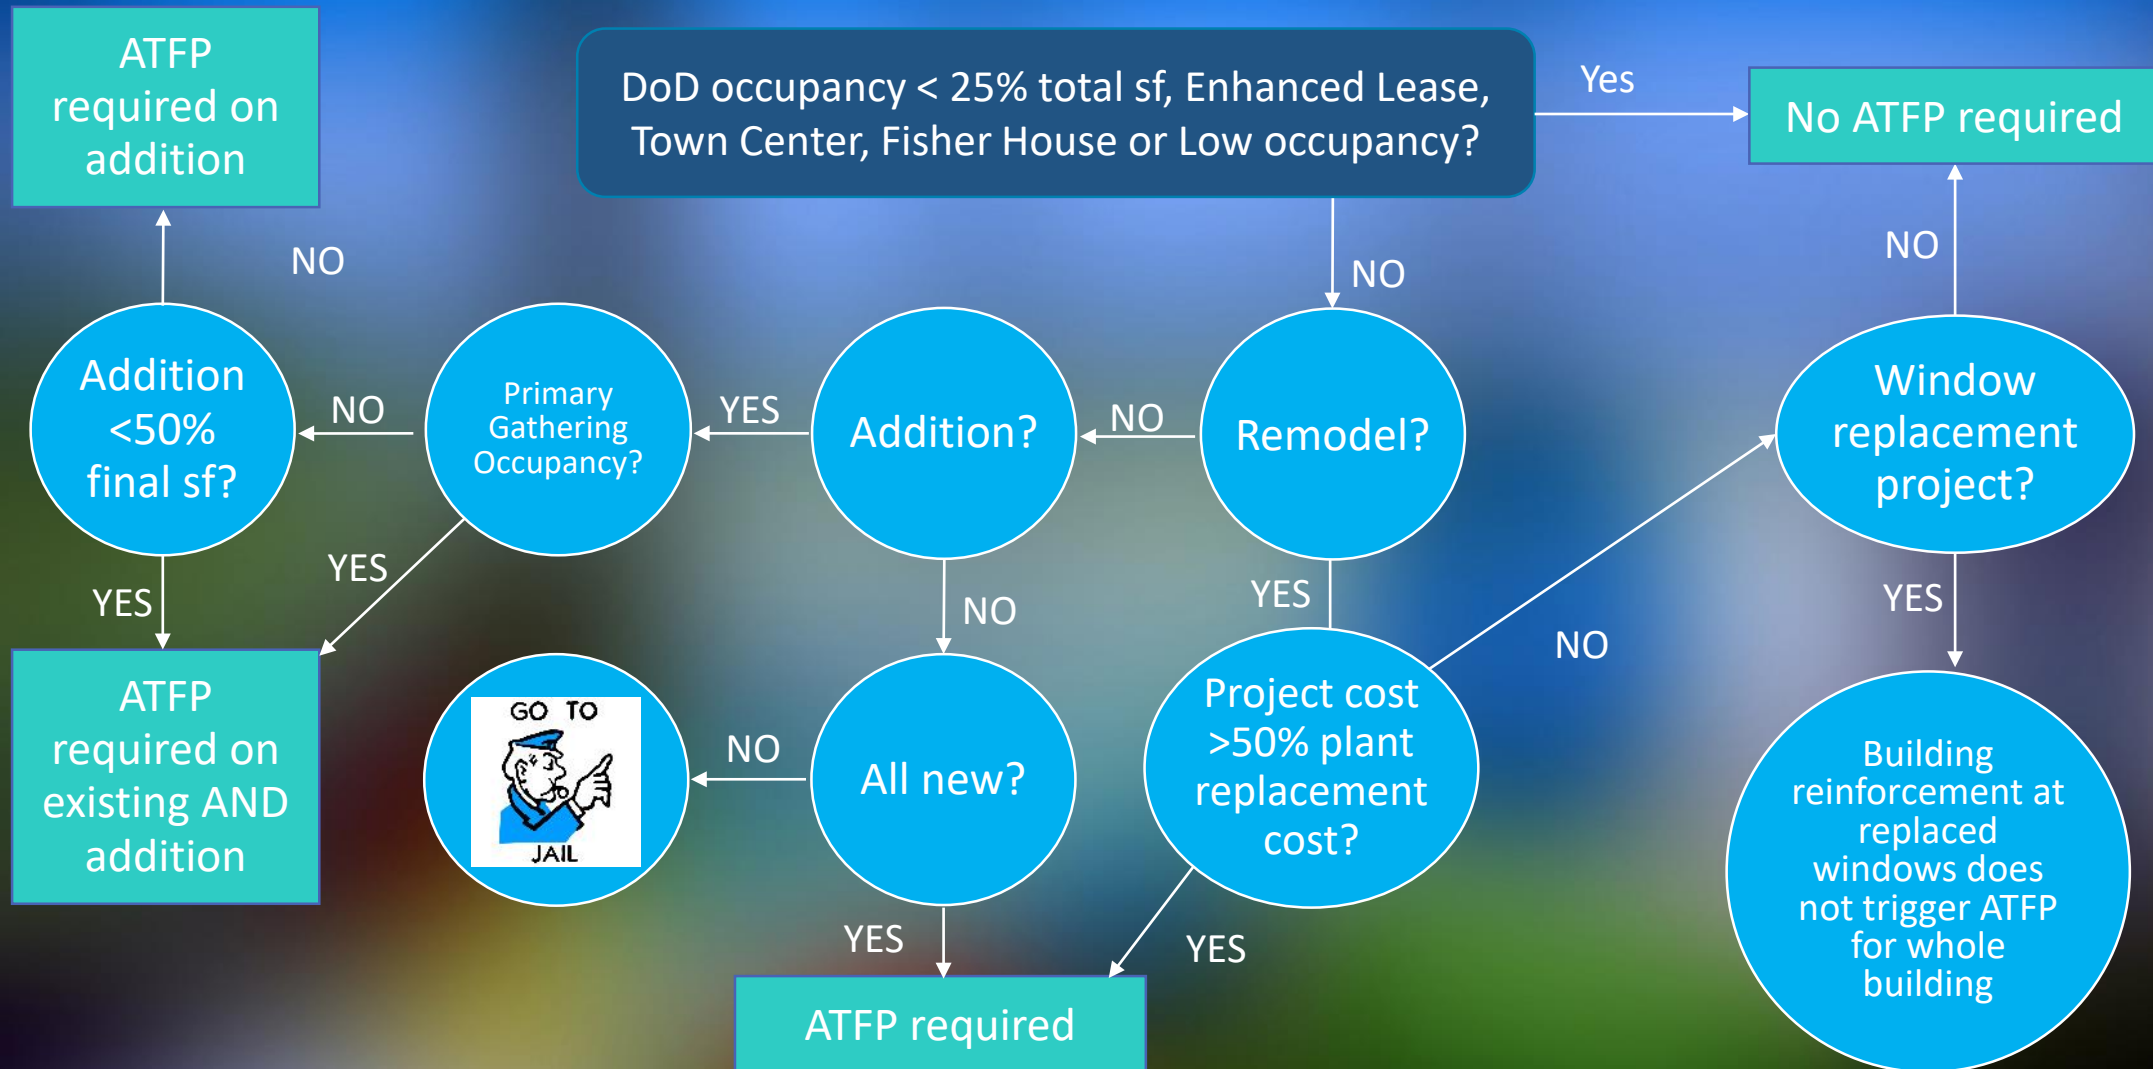 ATFP
required on
addition
DoD occupancy < 25% total sf, Enhanced Lease,
Town Center, Fisher House or Low occupancy?
Yes
No ATFP required
NO
NO
NO
Addition
<50%
final sf?
NO
Primary
Gathering
Occupancy?
YES
Addition?
NO
Remodel?
Window
replacement
project?
YES
YES
NO
YES
NO
YES
ATFP
required on
existing AND
addition
GO TO
JAIL
NO
All new?
Project cost
>50% plant
replacement
cost?
Building
reinforcement at
replaced
windows does
not trigger ATFP
for whole
building
YES
YES
ATFP required